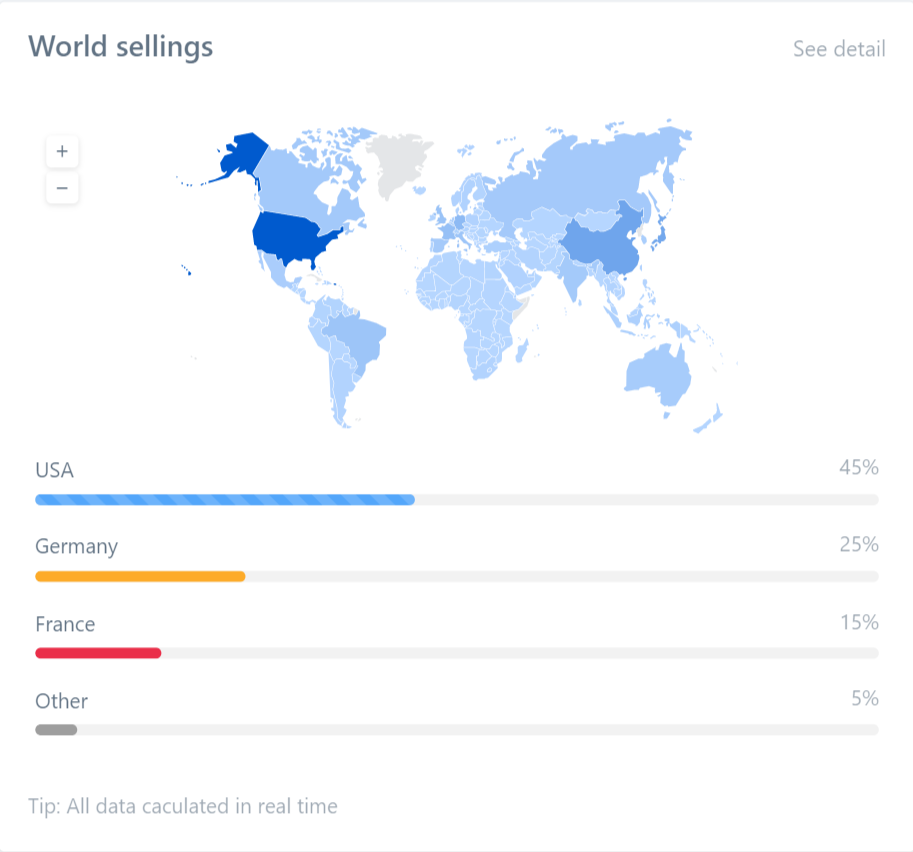 World sellings
See detail
+
−
USA
45%
Germany
25%
France
15%
Other
5%
Tip: All data caculated in real time